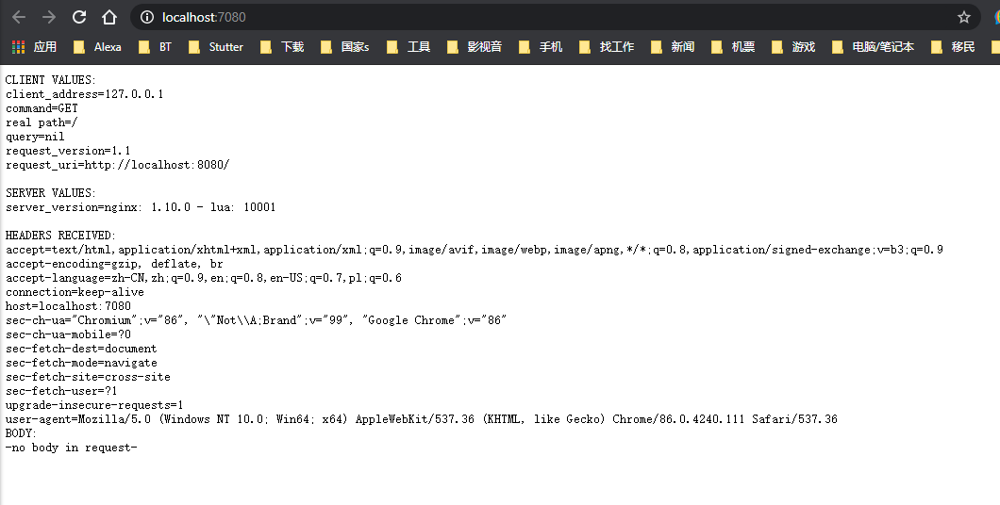 localhost:7080
应用 Alexa BT Stutter 下载 国家s 工具 影视音 手机 找工作 新闻 机票 游戏 电脑/笔记本 移民
CLIENT VALUES:
client_address=127.0.0.1
command=GET
real path=/
query=nil
request_version=1.1
request_uri=http://localhost:8080/
SERVER VALUES:
server_version=nginx: 1.10.0 - lua: 10001
HEADERS RECEIVED:
accept=text/html,application/xhtml+xml,application/xml;q=0.9,image/avif,image/webp,image/apng,*/*;q=0.8,application/signed-exchange;v=b3;q=0.9
accept-encoding=gzip, deflate, br
accept-language=zh-CN,zh;q=0.9,en;q=0.8,en-US;q=0.7,pl;q=0.6
connection=keep-alive
host=localhost:7080
sec-ch-ua="Chromium";v="86", "\"Not\\A;Brand";v="99", "Google Chrome";v="86"
sec-ch-ua-mobile=?0
sec-fetch-dest=document
sec-fetch-mode=navigate
sec-fetch-site=cross-site
sec-fetch-user=?1
upgrade-insecure-requests=1
user-agent=Mozilla/5.0 (Windows NT 10.0; Win64; x64) AppleWebKit/537.36 (KHTML, like Gecko) Chrome/86.0.4240.111 Safari/537.36
BODY:
-no body in request-